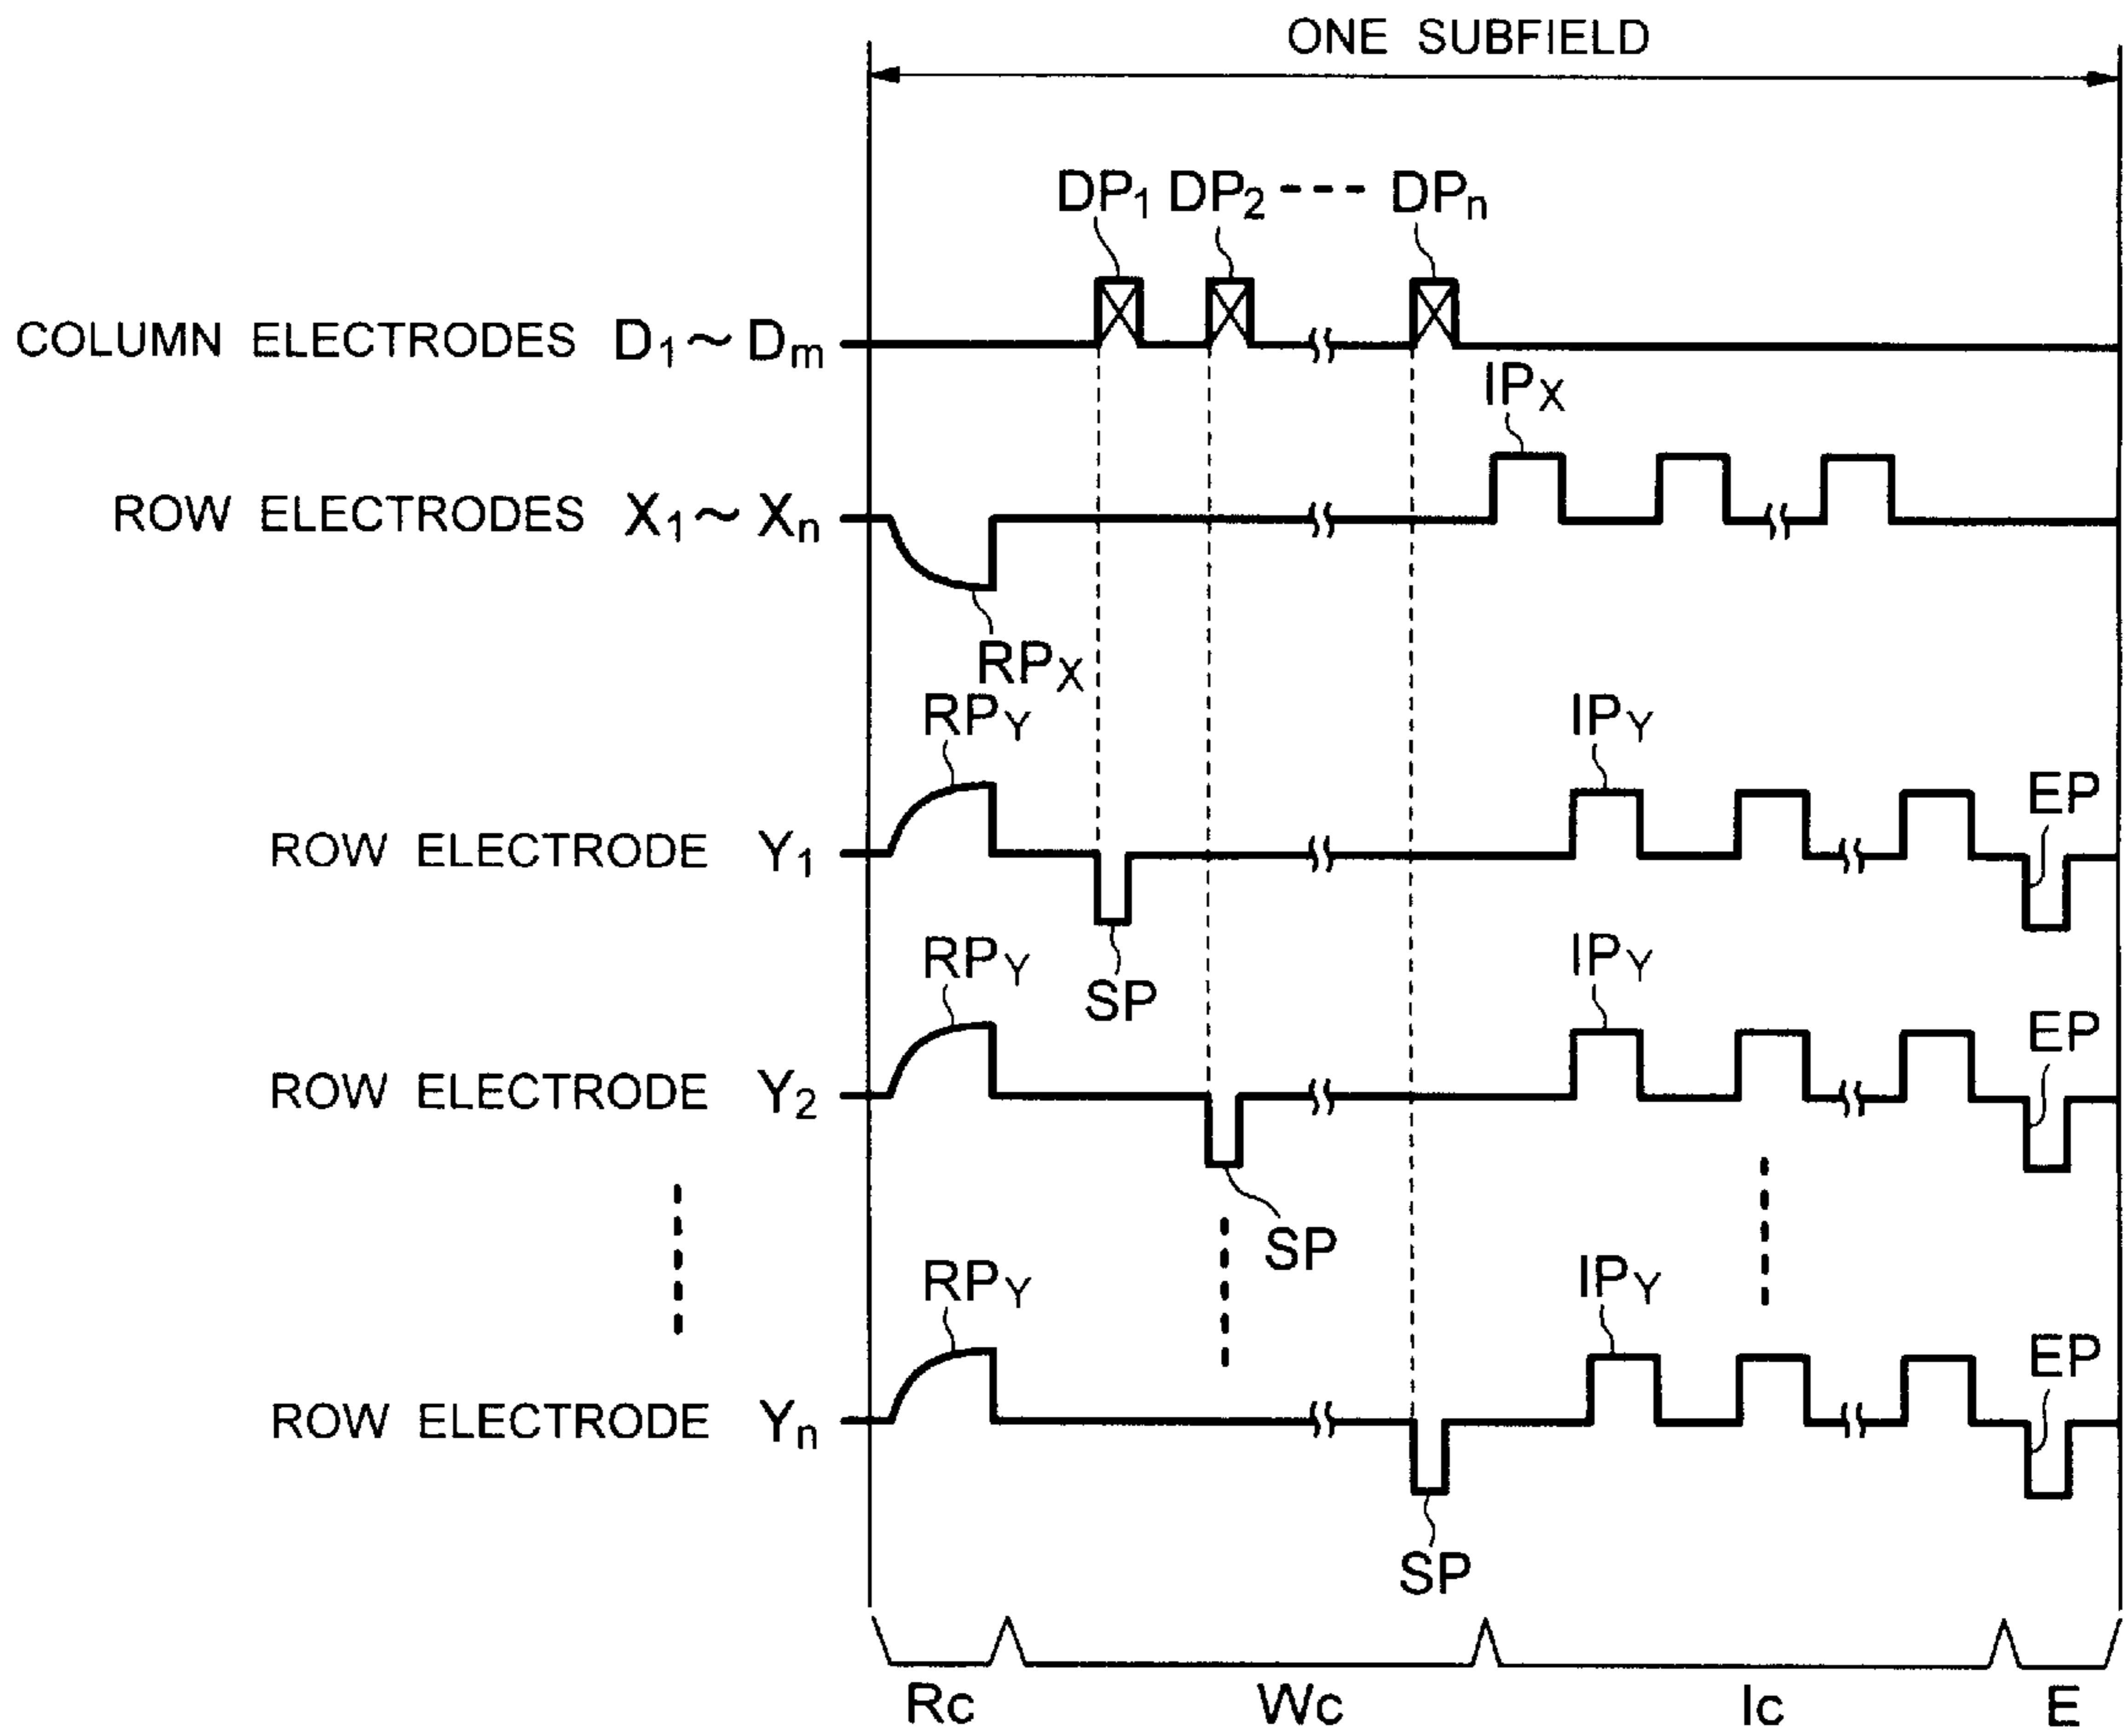 ONE SUBFIELD
DP1 DP2 ---- DPn
COLUMN ELECTRODES D1~Dm
IPX
ROW ELECTRODES X1~Xn
RPX
RPY IPY
EP
ROW ELECTRODE Y1
RPY SP IPY
EP
ROW ELECTRODE Y2
SP
RPY IPY
EP
ROW ELECTRODE Yn
SP
Rc Wc Ic E